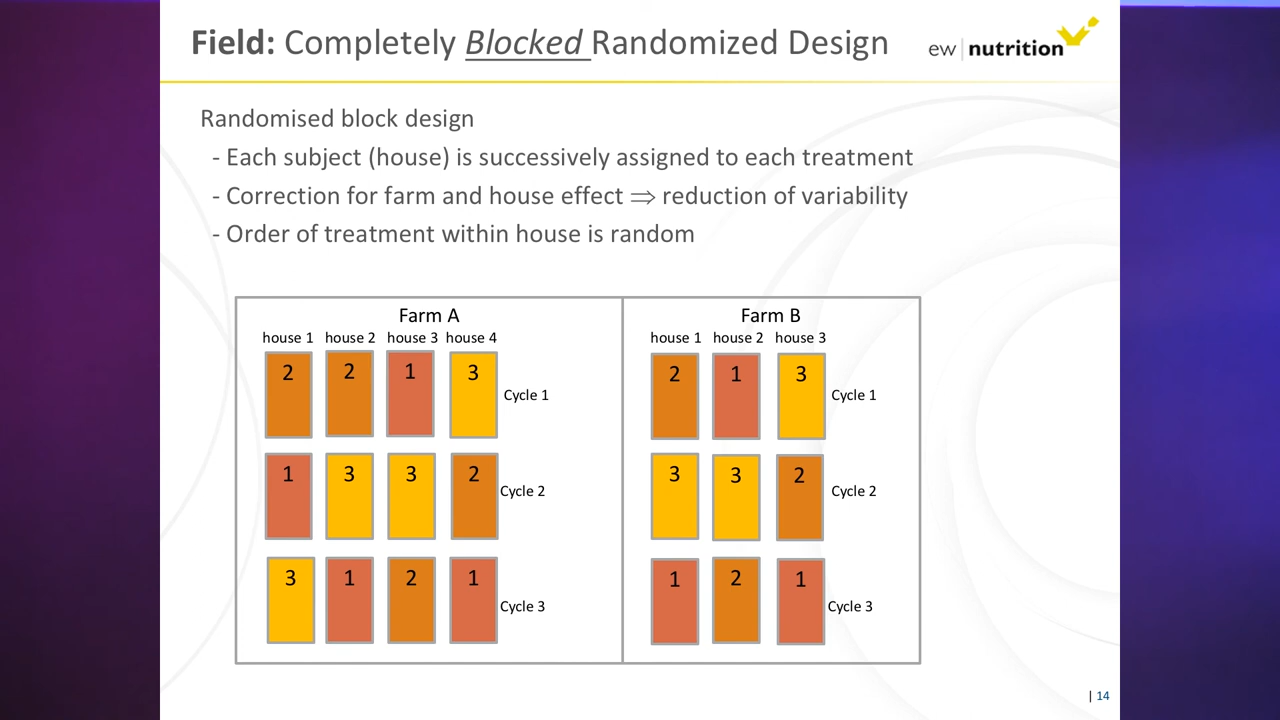 Field: Completely Blocked Randomized Design
ew | nutrition
Randomised block design
- Each subject (house) is successively assigned to each treatment
- Correction for farm and house effect ⇒ reduction of variability
- Order of treatment within house is random
Farm A
house 1 house 2 house 3 house 4
2 2 1 3
Cycle 1
1 3 3 2
Cycle 2
3 1 2 1
Cycle 3
Farm B
house 1 house 2 house 3
2 1 3
Cycle 1
3 3 2
Cycle 2
1 2 1
Cycle 3
| 14